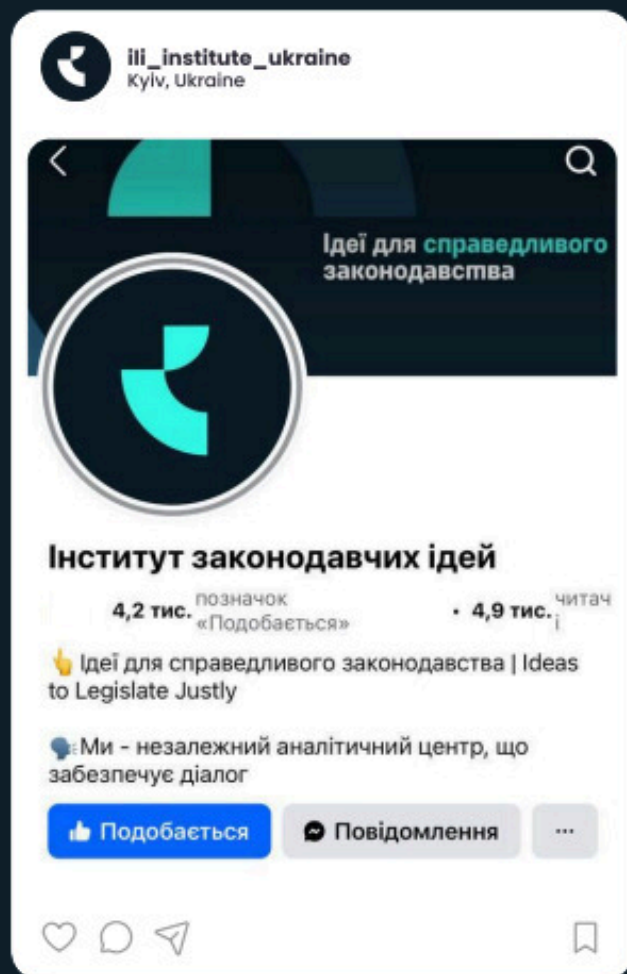 ili_institute_ukraine
Kyiv, Ukraine
Ідеї для справедливого
законодавства
Інститут законодавчих ідей
4,2 тис. позначок «Подобається» · 4,9 тис. читачі
👆 Ідеї для справедливого законодавства | Ideas
to Legislate Justly
🗣️Ми - незалежний аналітичний центр, що
забезпечує діалог
Подобається
Повідомлення
...